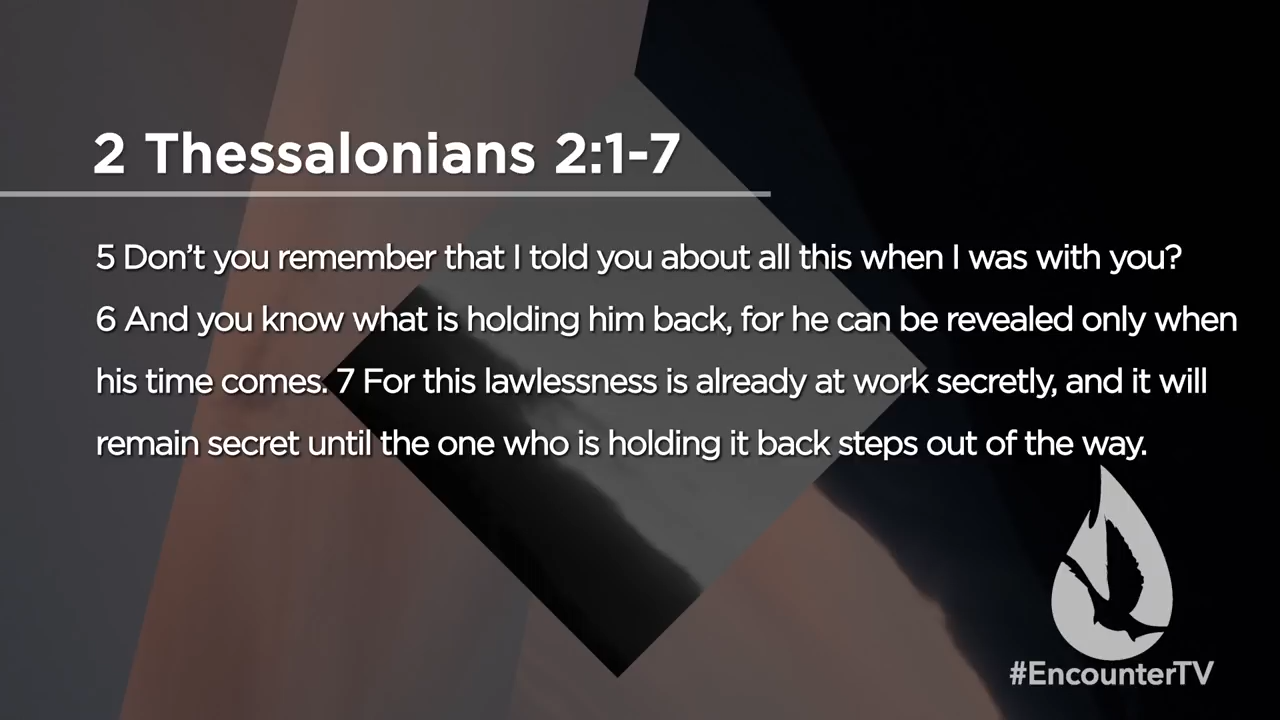 2 Thessalonians 2:1-7
5 Don’t you remember that I told you about all this when I was with you?
6 And you know what is holding him back, for he can be revealed only when
his time comes. 7 For this lawlessness is already at work secretly, and it will
remain secret until the one who is holding it back steps out of the way.
#EncounterTV